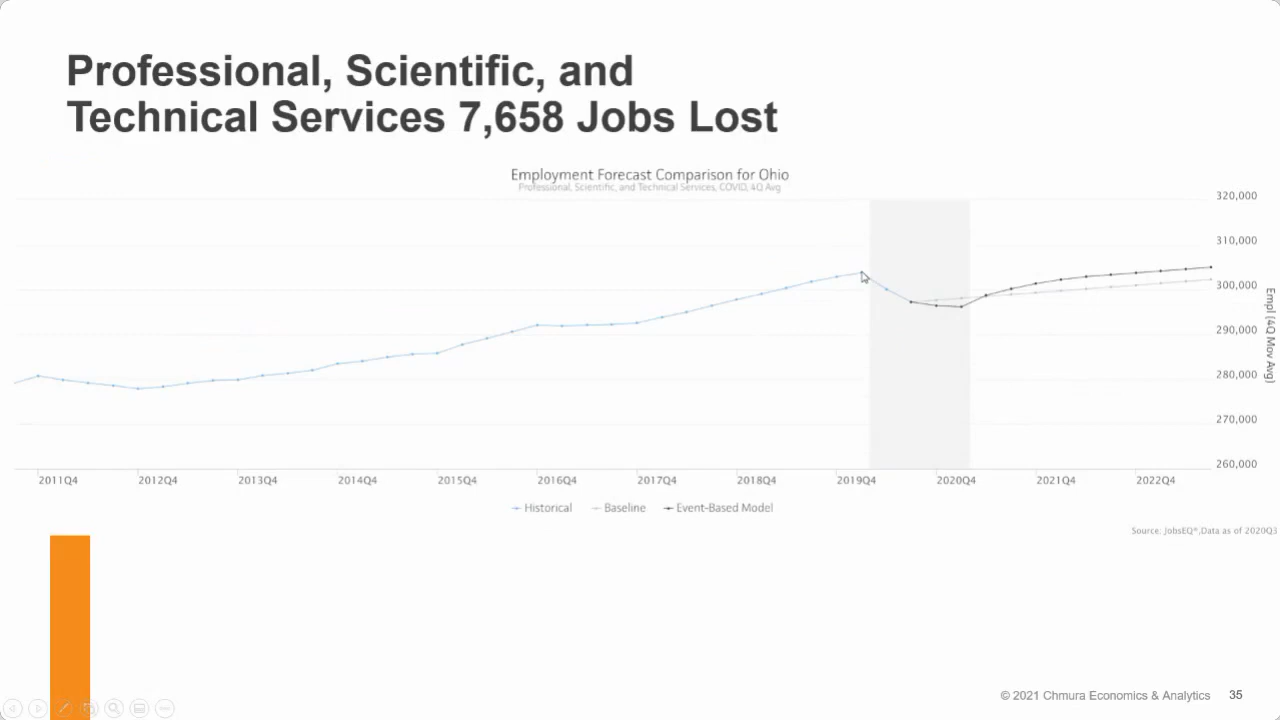 Professional, Scientific, and
Technical Services 7,658 Jobs Lost
Employment Forecast Comparison for Ohio
Professional, Scientific, and Technical Services, COVID, 4Q Avg
320,000
310,000
300,000
290,000
280,000
270,000
260,000
Empl (4Q Mov Avg)
2011Q4 2012Q4 2013Q4 2014Q4 2015Q4 2016Q4 2017Q4 2018Q4 2019Q4 2020Q4 2021Q4 2022Q4
Historical Baseline Event-Based Model
Source: JobsEQ®,Data as of 2020Q3
© 2021 Chmura Economics & Analytics 35